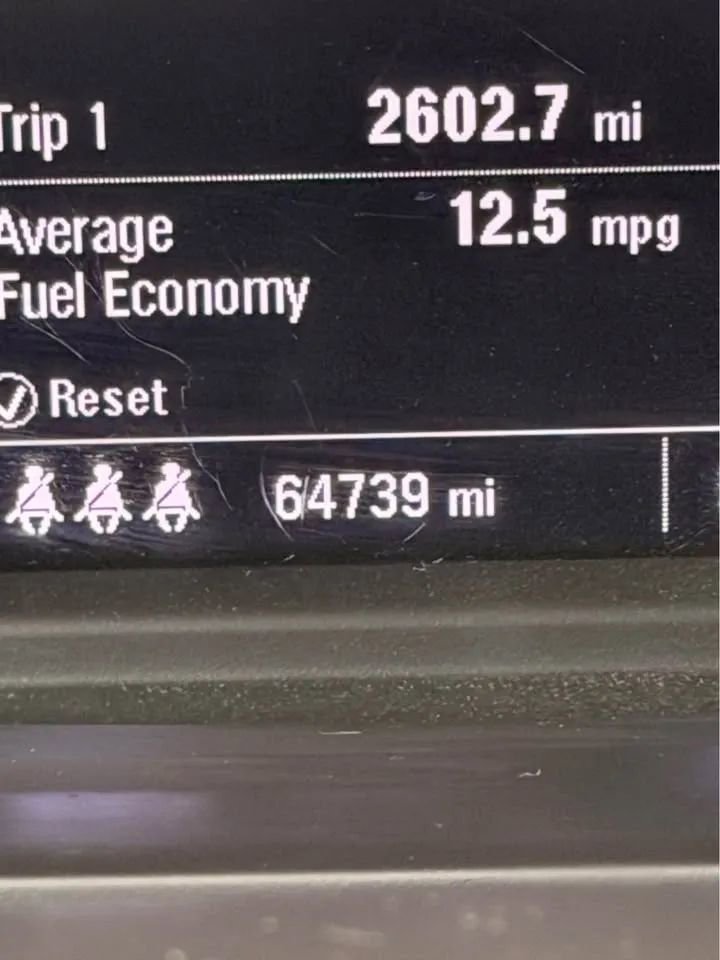 Trip 1 2602.7 mi
Average 12.5 mpg
Fuel Economy
Reset
64739 mi